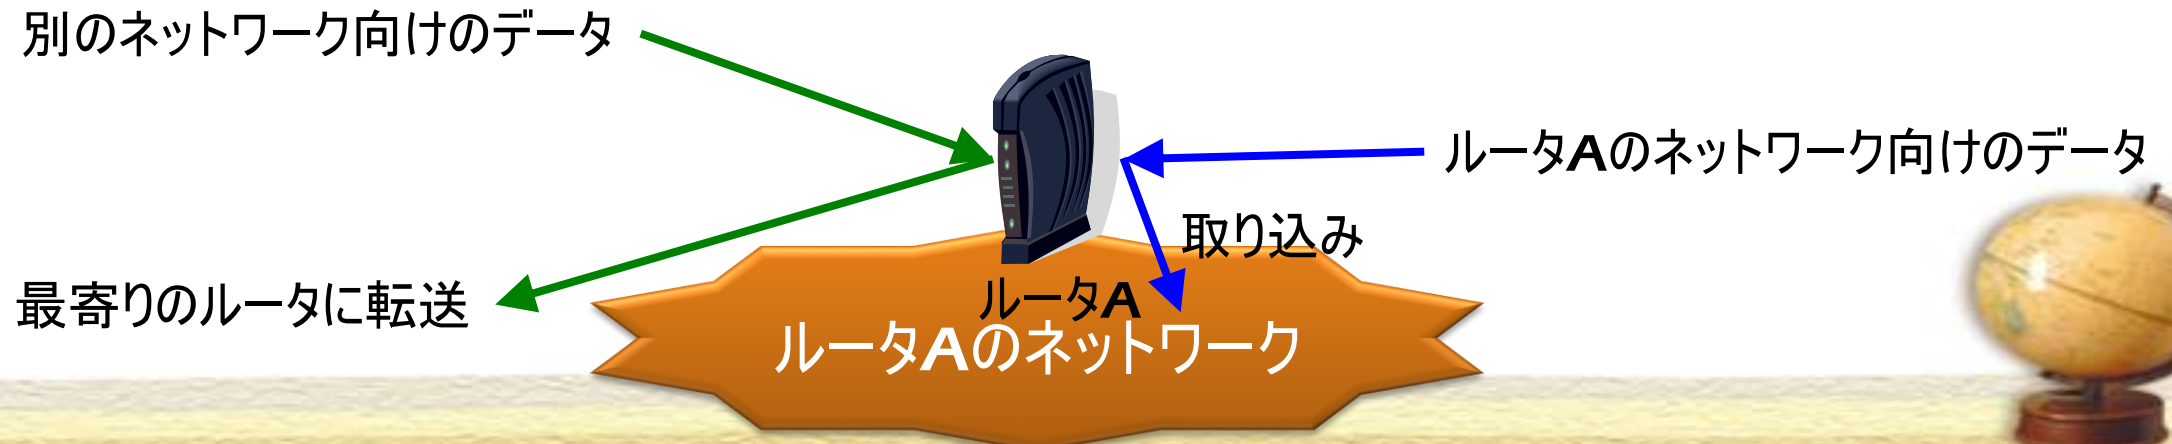 別のネットワーク向けのデータ
ルータAのネットワーク向けのデータ
取り込み
最寄りのルータに転送
ルータA
ルータAのネットワーク